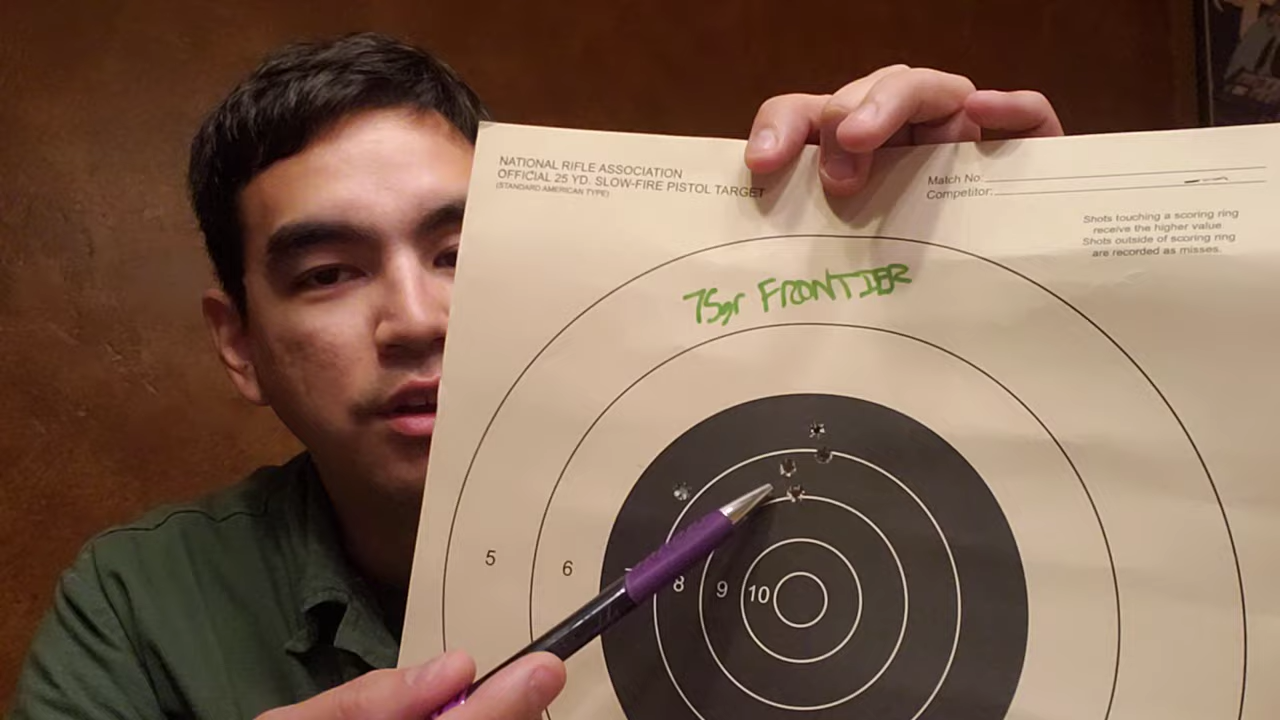 NATIONAL RIFLE ASSOCIATION
OFFICIAL 25 YD. SLOW-FIRE PISTOL TARGET
(STANDARD AMERICAN TYPE)
Match No.
Competitor:
Shots touching a scoring ring
receive the higher value
Shots outside of scoring ring
are recorded as misses.
75gr FRONTIER
5 6 8 9 10